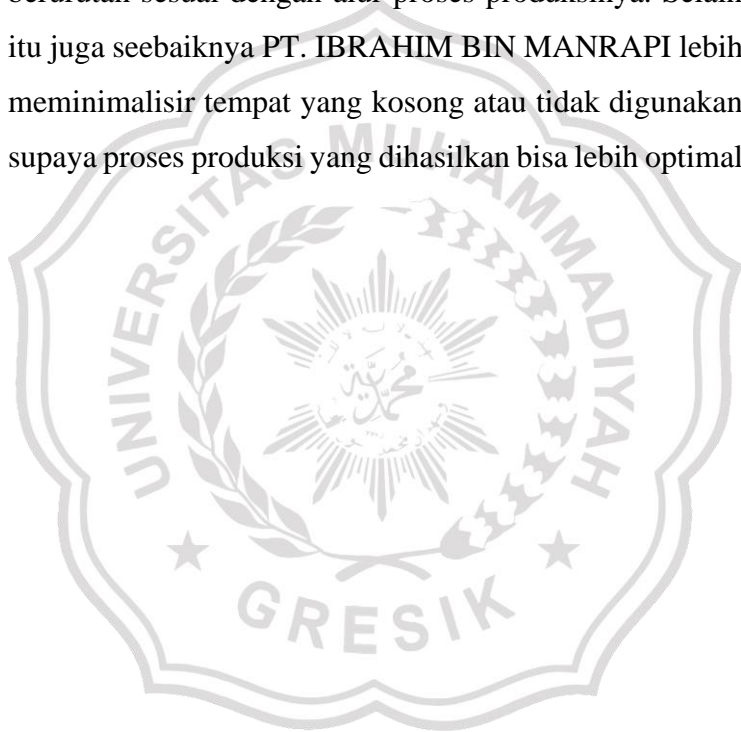 berurutan sesuai dengan alur proses produksinya. Selain
itu juga seebaiknya PT. IBRAHIM BIN MANRAPI lebih
meminimalisir tempat yang kosong atau tidak digunakan
supaya proses produksi yang dihasilkan bisa lebih optimal
UNIVERSITAS MUHAMMADIYAH
GRESIK